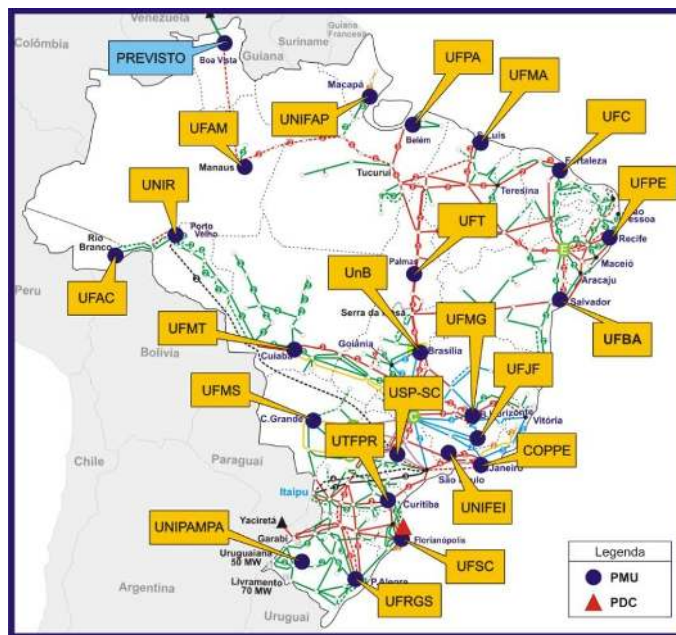 Venezuela
Guiana
Francesa
Suriname
Colômbia
Guiana
PREVISTO
Boa Vista
UFPA
UFMA
Macapá
UNIFAP
UFAM
Belém
UFC
Manaus
Tucuruí
Fortaleza
Teresina
UNIR
UFPE
UFT
Rio
Branco
Porto
Velho
Recife
Palmas
UnB
Maceió
Aracaju
UFAC
Peru
Serra da Mesa
UFMG
Salvador
UFBA
UFMT
Goiânia
Brasília
Bolívia
Cuiabá
UFJF
USP-SC
UFMS
Vitória
C.Grande
UTFPR
COPPE
Paraguai
Chile
Janeiro
São Paulo
Itaipu
UNIFEI
Curitiba
Yaciretá
UNIPAMPA
Garabi
Florianópolis
Uruguaiana
50 MW
UFSC
Livramento
70 MW
P.Alegre
UFRGS
Argentina
Uruguai
Legenda
PMU
PDC